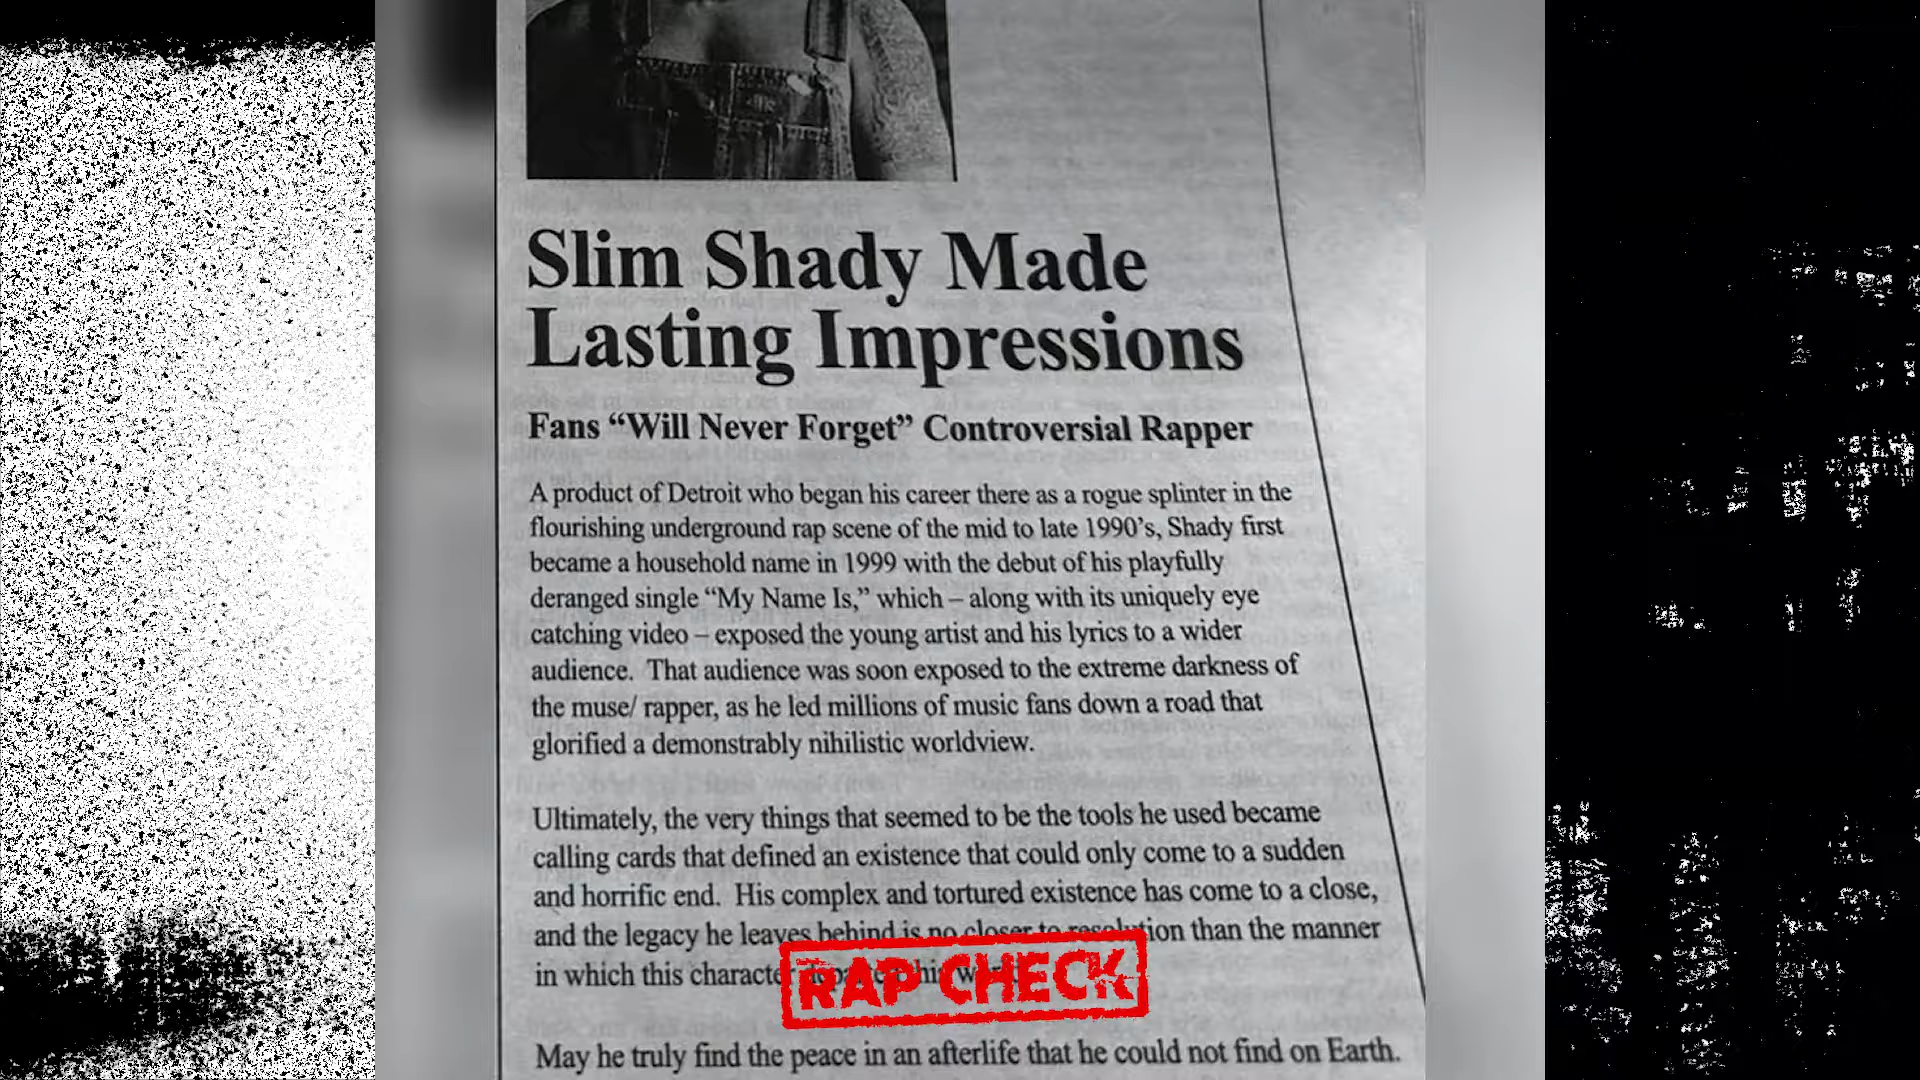 Slim Shady Made
Lasting Impressions
Fans “Will Never Forget” Controversial Rapper
A product of Detroit who began his career there as a rogue splinter in the
flourishing underground rap scene of the mid to late 1990’s, Shady first
became a household name in 1999 with the debut of his playfully
deranged single “My Name Is,” which – along with its uniquely eye
catching video – exposed the young artist and his lyrics to a wider
audience. That audience was soon exposed to the extreme darkness of
the muse/ rapper, as he led millions of music fans down a road that
glorified a demonstrably nihilistic worldview.
Ultimately, the very things that seemed to be the tools he used became
calling cards that defined an existence that could only come to a sudden
and horrific end. His complex and tortured existence has come to a close,
and the legacy he leaves behind is no closer to resolution than the manner
in which this character
RAP CHECK
May he truly find the peace in an afterlife that he could not find on Earth.